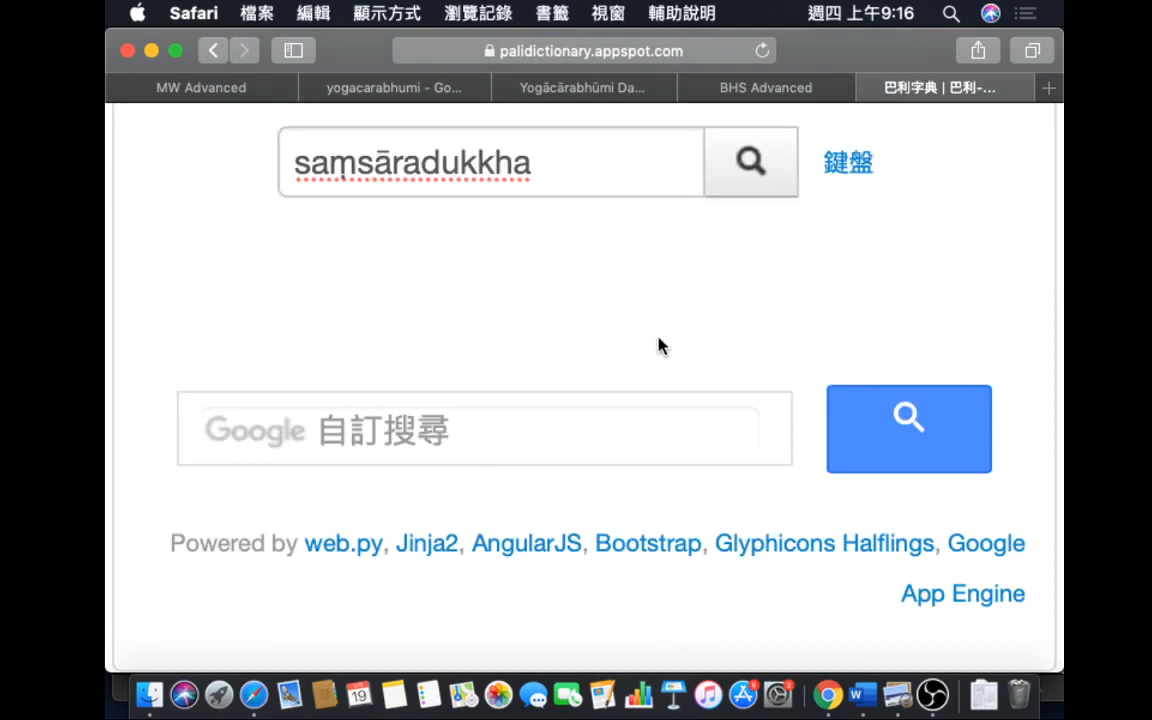 Safari 檔案 編輯 顯示方式 瀏覽記錄 書籤 視窗 輔助說明 週四 上午9:16
palidictionary.appspot.com
MW Advanced yogacarabhumi - Go... Yogācārabhūmi Da... BHS Advanced 巴利字典 | 巴利-...
saṃsāradukkha 鍵盤
Google 自訂搜尋
Powered by web.py, Jinja2, AngularJS, Bootstrap, Glyphicons Halflings, Google
App Engine
19